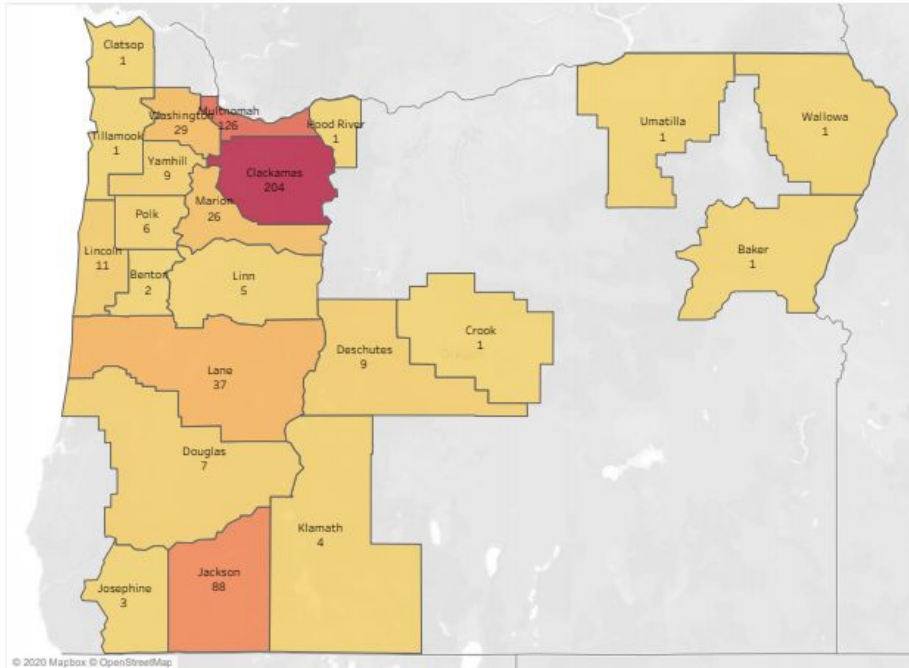 Clatsop
1
Washington
29
Multnomah
126
Hood River
1
Tillamook
1
Yamhill
9
Clackamas
204
Umatilla
1
Wallowa
1
Marion
26
Polk
6
Lincoln
11
Benton
2
Linn
5
Baker
1
Deschutes
9
Crook
1
Oregon
Lane
37
Douglas
7
Klamath
4
Jackson
88
Josephine
3
© 2020 Mapbox © OpenStreetMap